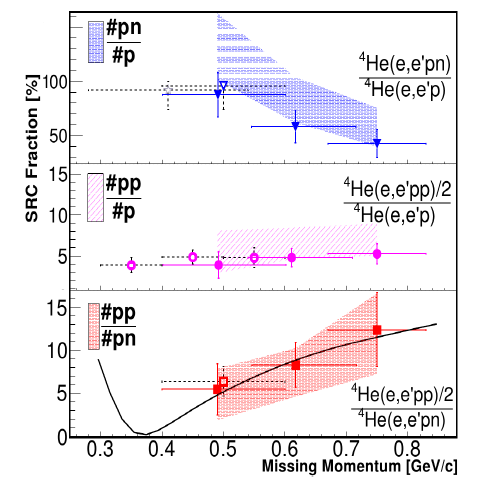 #pn
#p
⁴He(e,e'pn)
⁴He(e,e'p)
100
50
SRC Fraction [%]
#pp
#p
⁴He(e,e'pp)/2
⁴He(e,e'p)
15
10
5
#pp
#pn
15
10
5
0
⁴He(e,e'pp)/2
⁴He(e,e'pn)
0.3 0.4 0.5 0.6 0.7 0.8
Missing Momentum [GeV/c]